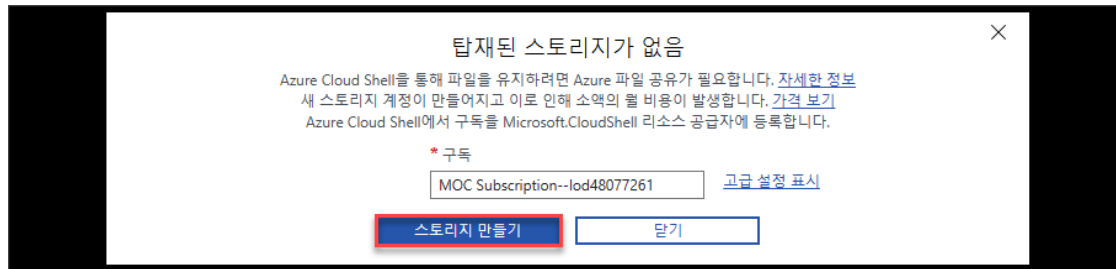 탑재된 스토리지가 없음
Azure Cloud Shell을 통해 파일을 유지하려면 Azure 파일 공유가 필요합니다. 자세한 정보
새 스토리지 계정이 만들어지고 이로 인해 소액의 월 비용이 발생합니다. 가격 보기
Azure Cloud Shell에서 구독을 Microsoft.CloudShell 리소스 공급자에 등록합니다.
* 구독
MOC Subscription--lod48077261 고급 설정 표시
스토리지 만들기 닫기